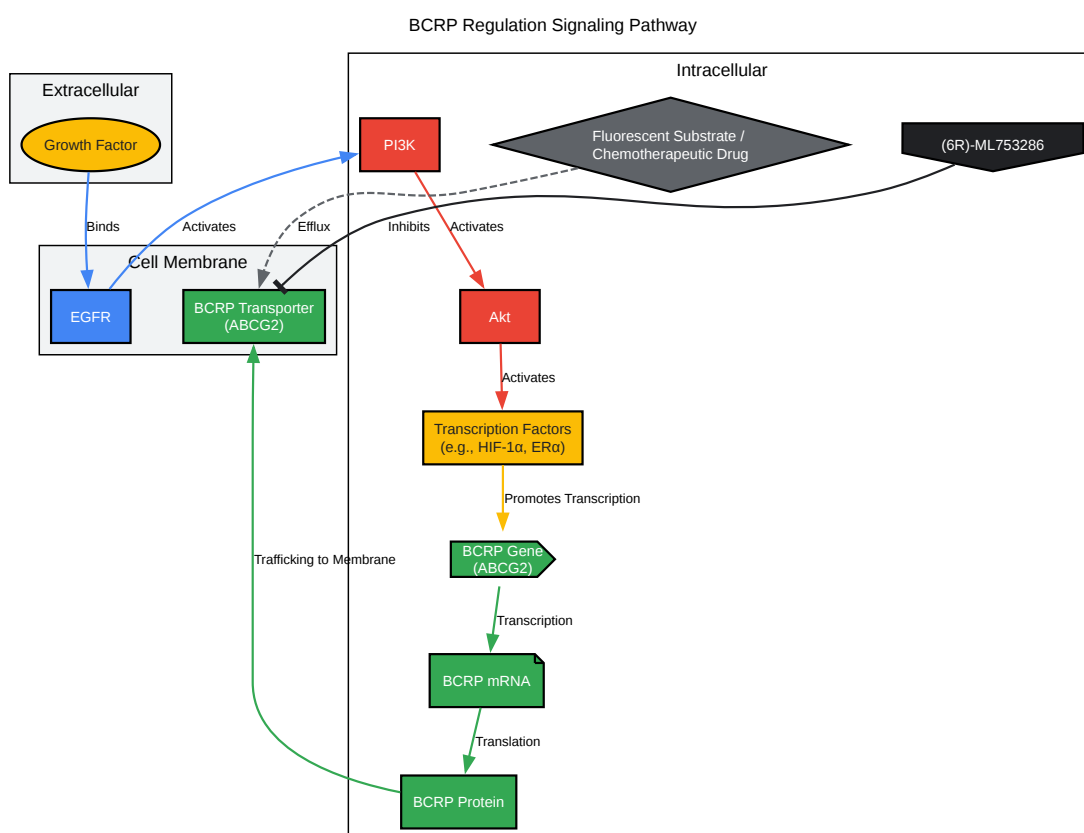 BCRP Regulation Signaling Pathway
Intracellular
Extracellular
Growth Factor
PI3K
Fluorescent Substrate /
Chemotherapeutic Drug
(6R)-ML753286
Binds
Activates
Efflux
Inhibits
Activates
Cell Membrane
EGFR
BCRP Transporter
(ABCG2)
Akt
Activates
Transcription Factors
(e.g., HIF-1α, ERα)
Promotes Transcription
BCRP Gene
(ABCG2)
Trafficking to Membrane
Transcription
BCRP mRNA
Translation
BCRP Protein